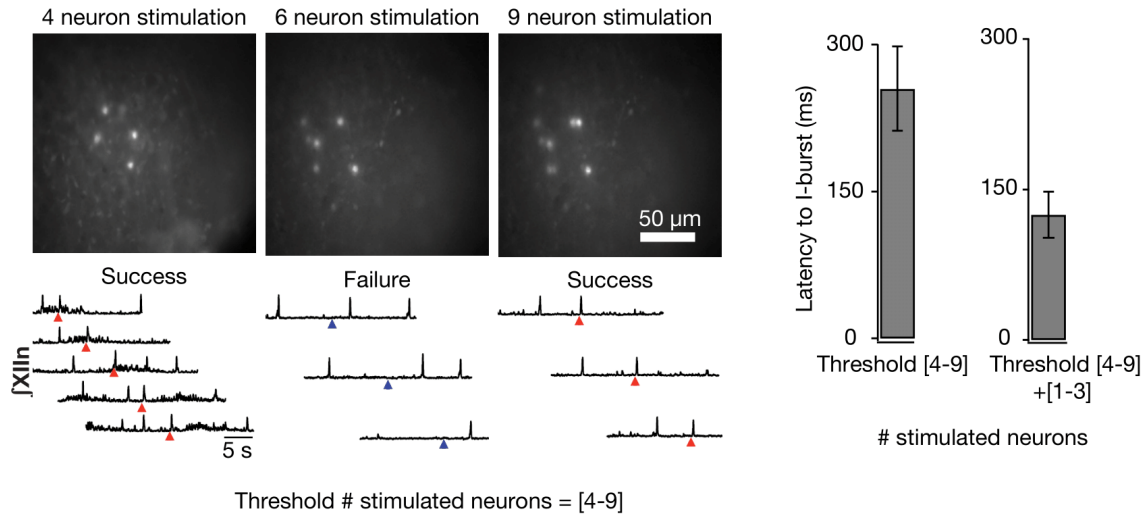 4 neuron stimulation
6 neuron stimulation
9 neuron stimulation
50 µm
Success
Failure
Success
∫XIIn
5 s
Threshold # stimulated neurons = [4-9]
Latency to I-burst (ms)
300
150
0
Threshold [4-9]
300
150
0
Threshold [4-9]
+[1-3]
# stimulated neurons